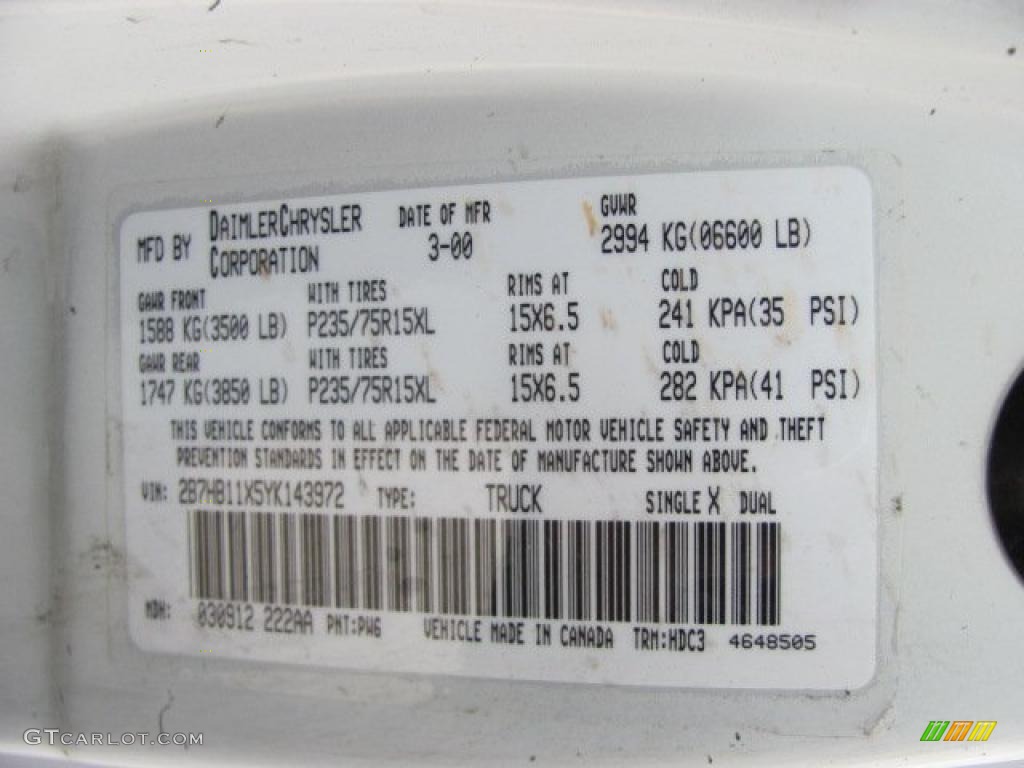 MFD BY DAIMLERCHRYSLER CORPORATION DATE OF MFR 3-00 GVWR 2994 KG(06600 LB)
GAWR FRONT WITH TIRES RIMS AT COLD
1588 KG(3500 LB) P235/75R15XL 15X6.5 241 KPA(35 PSI)
GAWR REAR WITH TIRES RIMS AT COLD
1747 KG(3850 LB) P235/75R15XL 15X6.5 282 KPA(41 PSI)
THIS VEHICLE CONFORMS TO ALL APPLICABLE FEDERAL MOTOR VEHICLE SAFETY AND THEFT
PREVENTION STANDARDS IN EFFECT ON THE DATE OF MANUFACTURE SHOWN ABOVE.
VIN: 2B7HB11X5YK143972 TYPE: TRUCK SINGLE X DUAL
MDH: 030912 222AA PNT:PW6 VEHICLE MADE IN CANADA TRM:HDC3 4648505
GTCARLOT.COM